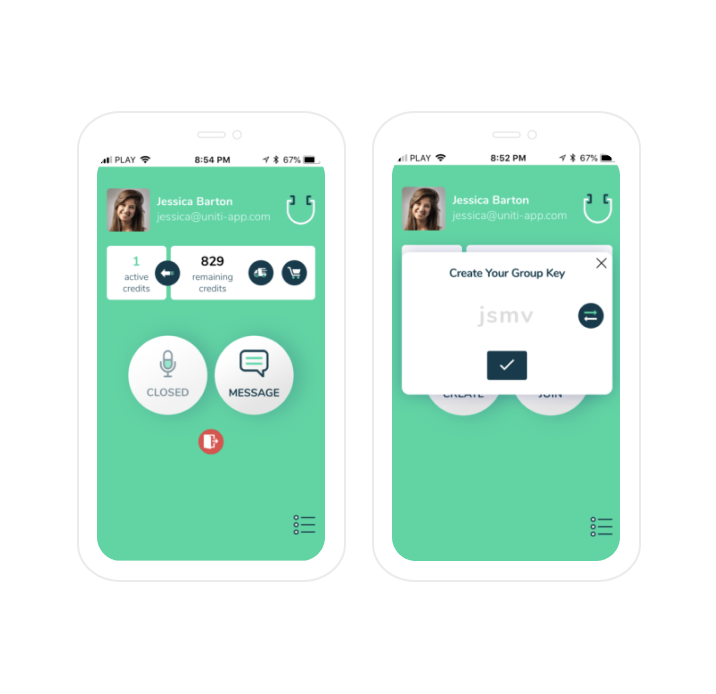 PLAY 8:54 PM 67%
Jessica Barton
jessica@uniti-app.com
1
active
credits
829
remaining
credits
CLOSED
MESSAGE
PLAY 8:52 PM 67%
Jessica Barton
jessica@uniti-app.com
Create Your Group Key
jsmv
CREATE
JOIN